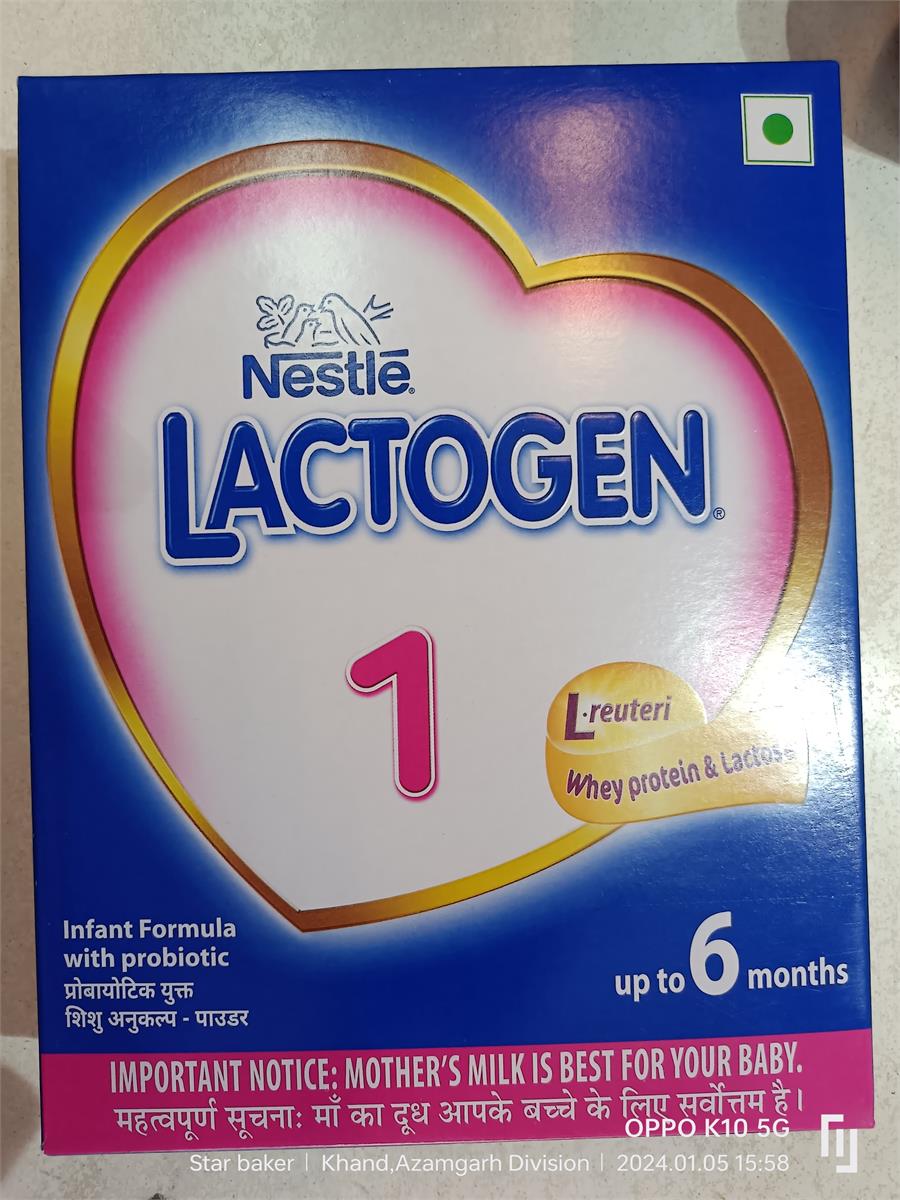 Nestlē®
LACTOGEN®
1
L·reuteri
Whey protein & Lactose
Infant Formula
with probiotic
प्रोबायोटिक युक्त
शिशु अनुकल्प - पाउडर
up to 6 months
IMPORTANT NOTICE: MOTHER'S MILK IS BEST FOR YOUR BABY.
महत्वपूर्ण सूचनाः माँ का दूध आपके बच्चे के लिए सर्वोत्तम है।
OPPO K10 5G
Star baker | Khand,Azamgarh Division | 2024.01.05 15:58